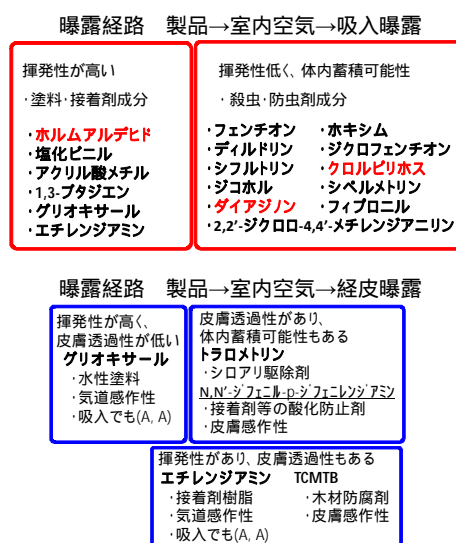 曝露経路　製品→室内空気→吸入曝露
揮発性が高い
・塗料・接着剤成分
・ホルムアルデヒド
・塩化ビニル
・アクリル酸メチル
・1,3-ブタジエン
・グリオキサール
・エチレンジアミン
揮発性低く、体内蓄積可能性
・殺虫・防虫剤成分
・フェンチオン　・ホキシム
・ディルドリン　・ジクロフェンチオン
・シフルトリン　・クロルピリホス
・ジコホル　・シペルメトリン
・ダイアジノン　・フィプロニル
・2,2'-ジクロロ-4,4'-メチレンジアニリン
曝露経路　製品→室内空気→経皮曝露
揮発性が高く、
皮膚透過性が低い
グリオキサール
・水性塗料
・気道感作性
・吸入でも(A, A)
皮膚透過性があり、
体内蓄積可能性もある
トラロメトリン
・シロアリ駆除剤
N,N'-ジフェニル-p-ジフェニレンジアミン
・接着剤等の酸化防止剤
・皮膚感作性
揮発性があり、皮膚透過性もある
エチレンジアミン　TCMTB
・接着剤樹脂　・木材防腐剤
・気道感作性　・皮膚感作性
・吸入でも(A, A)